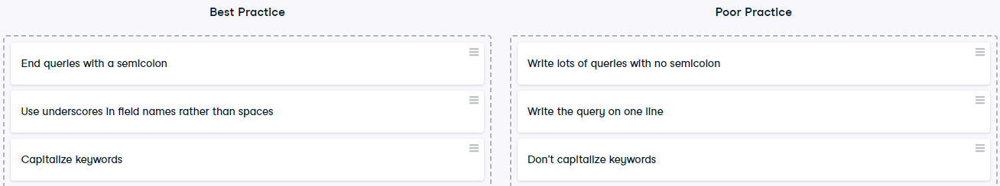 Best Practice
Poor Practice
End queries with a semicolon
Write lots of queries with no semicolon
Use underscores in field names rather than spaces
Write the query on one line
Capitalize keywords
Don't capitalize keywords